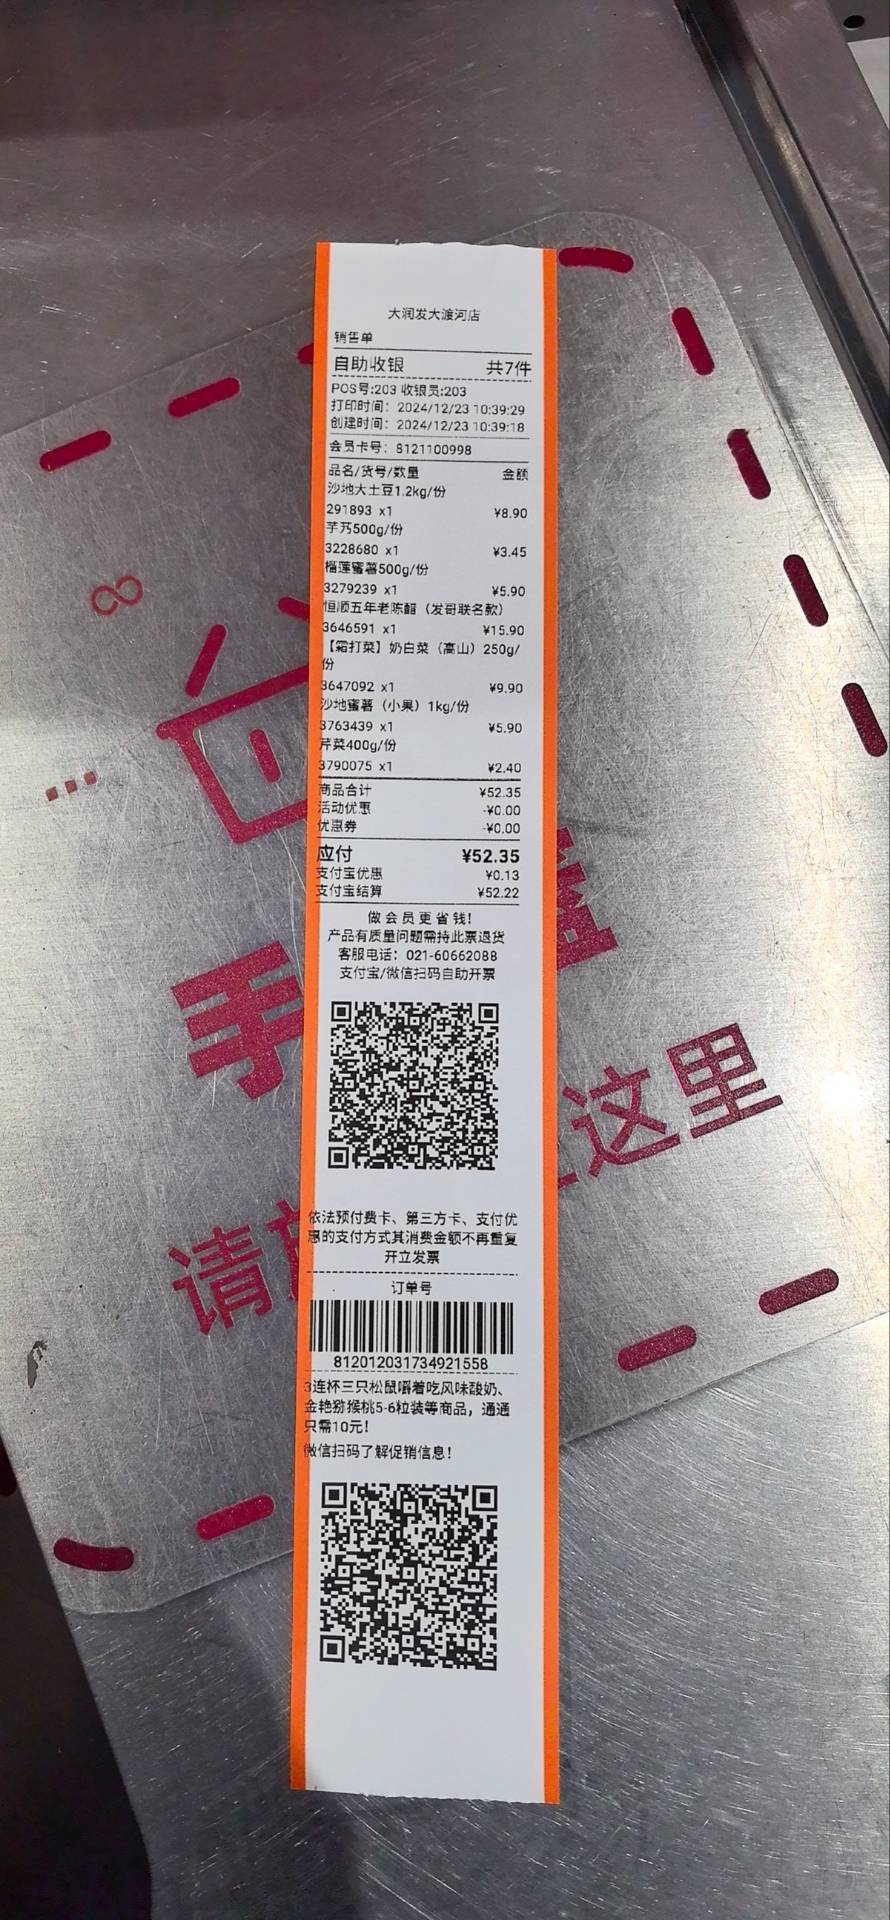 大润发大渡河店
销售单
自助收银 共7件
POS号:203 收银员:203
打印时间: 2024/12/23 10:39:29
创建时间: 2024/12/23 10:39:18
会员卡号: 8121100998
品名/货号/数量 金额
沙地大土豆1.2kg/份
291893 x1 ¥8.90
芋艿500g/份
3228680 x1 ¥3.45
榴莲蜜薯500g/份
3279239 x1 ¥5.90
恒顺五年老陈醋（发哥联名款）
3646591 x1 ¥15.90
【霜打菜】奶白菜（高山）250g/
份
3647092 x1 ¥9.90
沙地蜜薯（小果）1kg/份
3763439 x1 ¥5.90
芹菜400g/份
3790075 x1 ¥2.40
商品合计 ¥52.35
活动优惠 -¥0.00
优惠券 -¥0.00
应付 ¥52.35
支付宝优惠 ¥0.13
支付宝结算 ¥52.22
做会员更省钱!
产品有质量问题需持此票退货
客服电话: 021-60662088
支付宝/微信扫码自助开票
手
这里
请
依法预付费卡、第三方卡、支付优
惠的支付方式其消费金额不再重复
开立发票
订单号
812012031734921558
3连杯三只松鼠嚼着吃风味酸奶、
金艳猕猴桃5-6粒装等商品，通通
只需10元!
微信扫码了解促销信息!